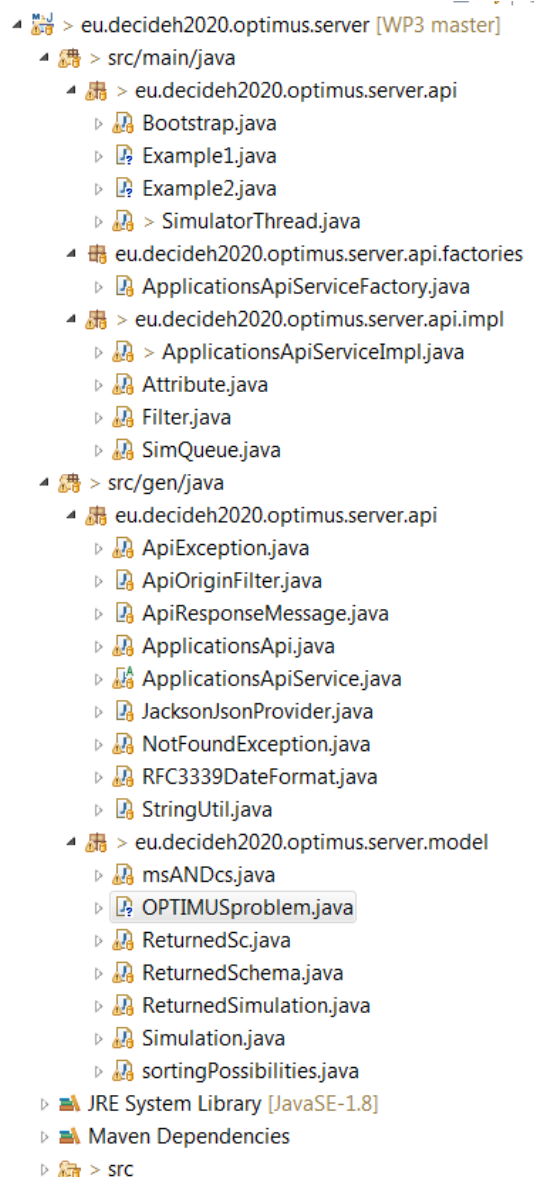 > eu.decideh2020.optimus.server [WP3 master]
> src/main/java
> eu.decideh2020.optimus.server.api
Bootstrap.java
Example1.java
Example2.java
> SimulatorThread.java
eu.decideh2020.optimus.server.api.factories
ApplicationsApiServiceFactory.java
> eu.decideh2020.optimus.server.api.impl
> ApplicationsApiServiceImpl.java
Attribute.java
Filter.java
SimQueue.java
> src/gen/java
eu.decideh2020.optimus.server.api
ApiException.java
ApiOriginFilter.java
ApiResponseMessage.java
ApplicationsApi.java
ApplicationsApiService.java
JacksonJsonProvider.java
NotFoundException.java
RFC3339DateFormat.java
StringUtil.java
> eu.decideh2020.optimus.server.model
msANDcs.java
OPTIMUSproblem.java
ReturnedSc.java
ReturnedSchema.java
ReturnedSimulation.java
Simulation.java
sortingPossibilities.java
JRE System Library [JavaSE-1.8]
Maven Dependencies
> src